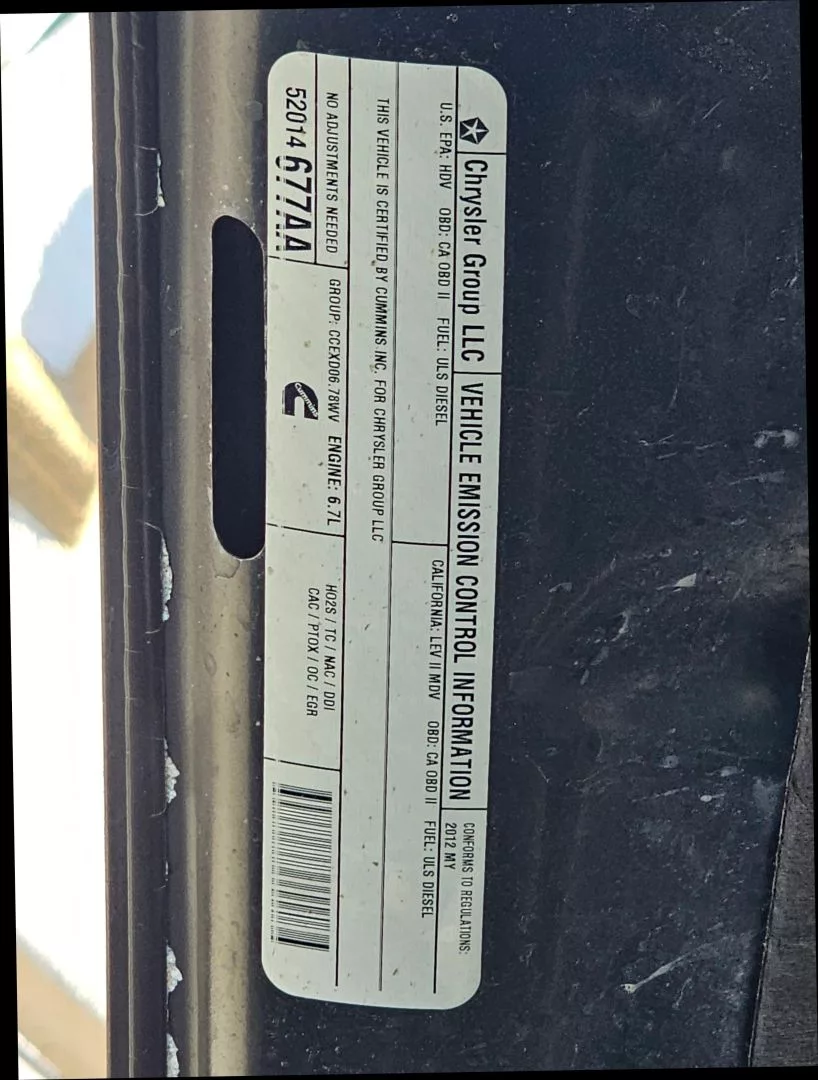 Chrysler Group LLC VEHICLE EMISSION CONTROL INFORMATION
CONFORMS TO REGULATIONS:
2012 MY
U.S. EPA: HDV OBD: CA OBD II FUEL: ULS DIESEL
CALIFORNIA: LEV II MDV OBD: CA OBD II FUEL: ULS DIESEL
THIS VEHICLE IS CERTIFIED BY CUMMINS INC. FOR CHRYSLER GROUP LLC
NO ADJUSTMENTS NEEDED
52014677AA
GROUP: CCEXD06.78WV ENGINE: 6.7L
Cummins
HO2S / TC / NAC / DDI
CAC / PTOX / OC / EGR